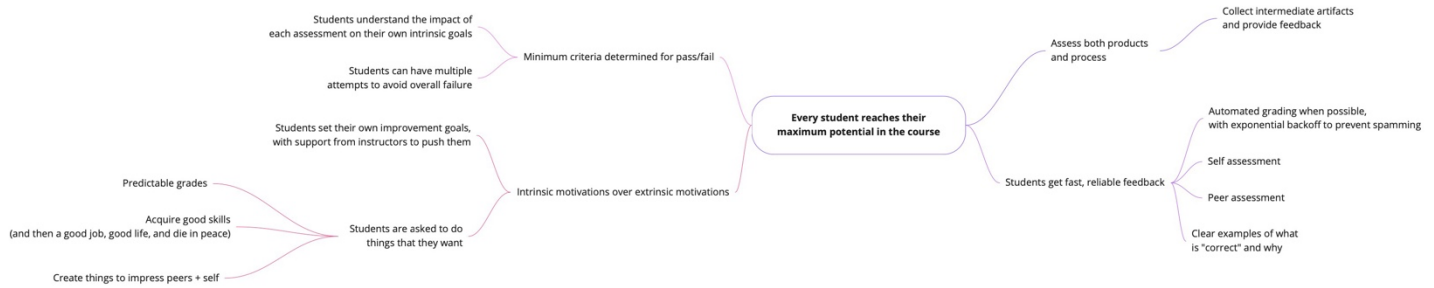 Students understand the impact of
each assessment on their own intrinsic goals
Students can have multiple
attempts to avoid overall failure
Minimum criteria determined for pass/fail
Students set their own improvement goals,
with support from instructors to push them
Predictable grades
Acquire good skills
(and then a good job, good life, and die in peace)
Create things to impress peers + self
Students are asked to do
things that they want
Intrinsic motivations over extrinsic motivations
Every student reaches their
maximum potential in the course
Assess both products
and process
Collect intermediate artifacts
and provide feedback
Students get fast, reliable feedback
Automated grading when possible,
with exponential backoff to prevent spamming
Self assessment
Peer assessment
Clear examples of what
is "correct" and why